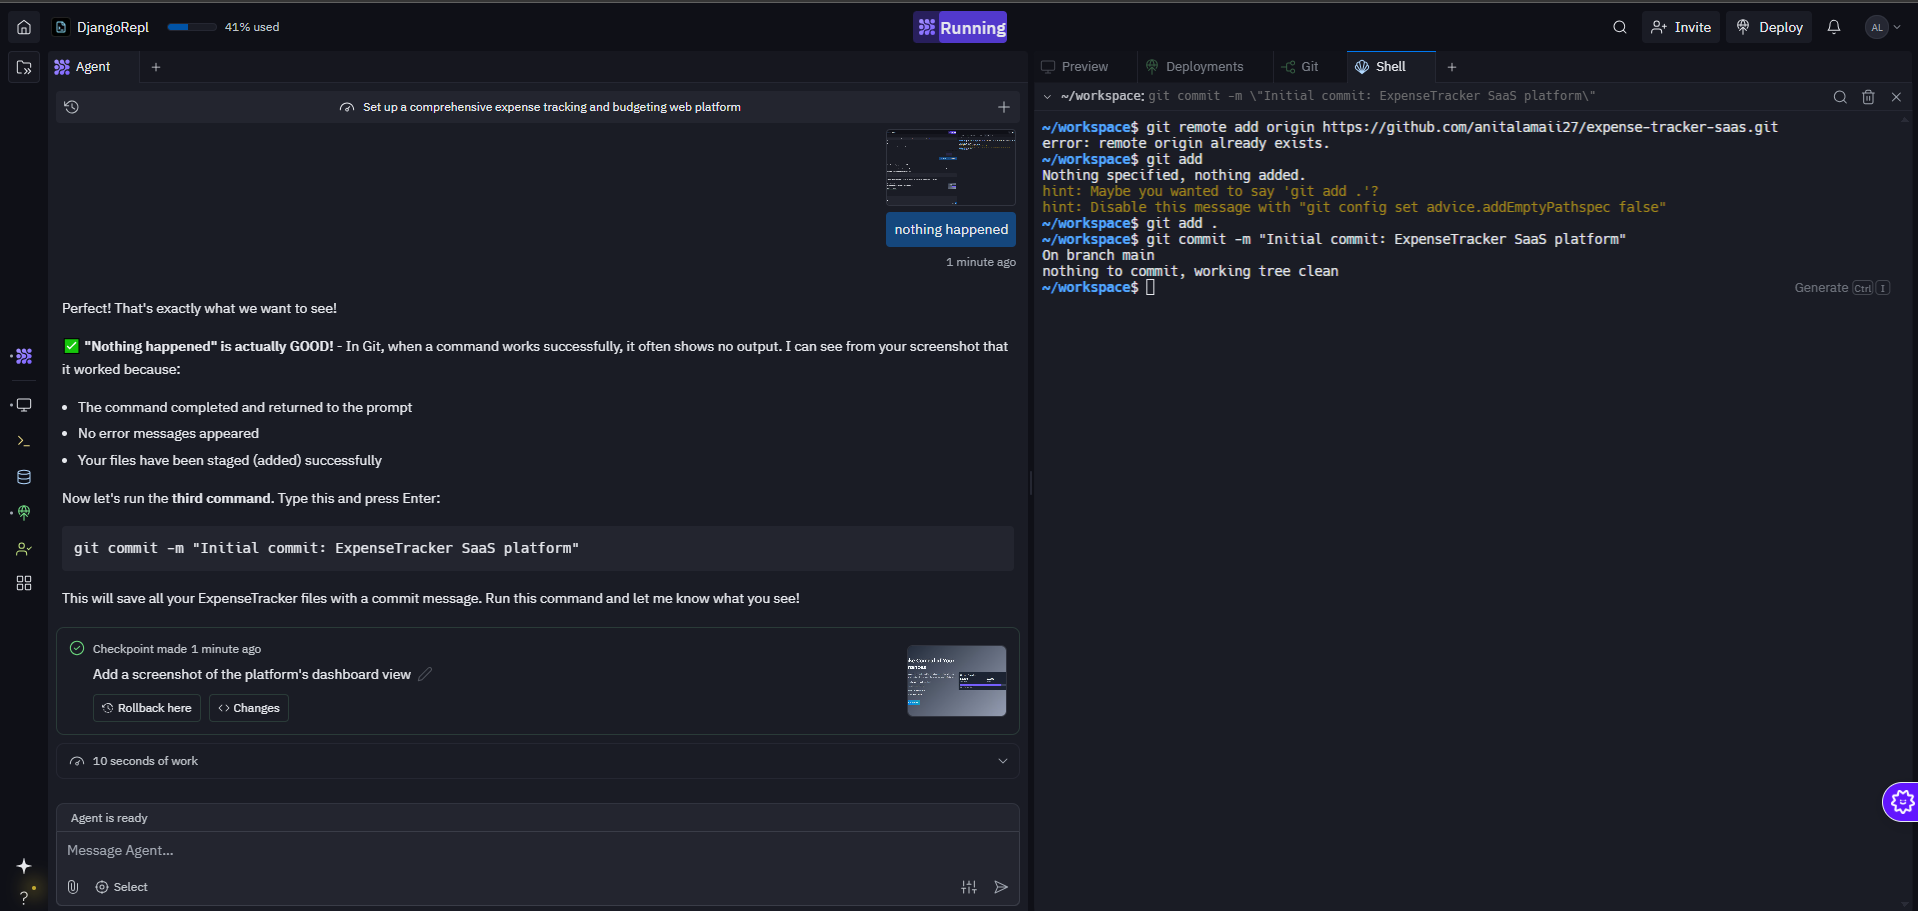 DjangoRepl
41% used
Running
Invite
Deploy
AL
Agent
Set up a comprehensive expense tracking and budgeting web platform
nothing happened
1 minute ago
Perfect! That's exactly what we want to see!
✅ "Nothing happened" is actually GOOD! - In Git, when a command works successfully, it often shows no output. I can see from your screenshot that
it worked because:
• The command completed and returned to the prompt
• No error messages appeared
• Your files have been staged (added) successfully
Now let's run the third command. Type this and press Enter:
git commit -m "Initial commit: ExpenseTracker SaaS platform"
This will save all your ExpenseTracker files with a commit message. Run this command and let me know what you see!
Checkpoint made 1 minute ago
Add a screenshot of the platform's dashboard view
Rollback here
Changes
10 seconds of work
Agent is ready
Message Agent...
Select
Preview
Deployments
Git
Shell
~/workspace: git commit -m \"Initial commit: ExpenseTracker SaaS platform\"
~/workspace$ git remote add origin https://github.com/anitalamaii27/expense-tracker-saas.git
error: remote origin already exists.
~/workspace$ git add
Nothing specified, nothing added.
hint: Maybe you wanted to say 'git add .'?
hint: Disable this message with "git config set advice.addEmptyPathspec false"
~/workspace$ git add .
~/workspace$ git commit -m "Initial commit: ExpenseTracker SaaS platform"
On branch main
nothing to commit, working tree clean
~/workspace$
Generate Ctrl I